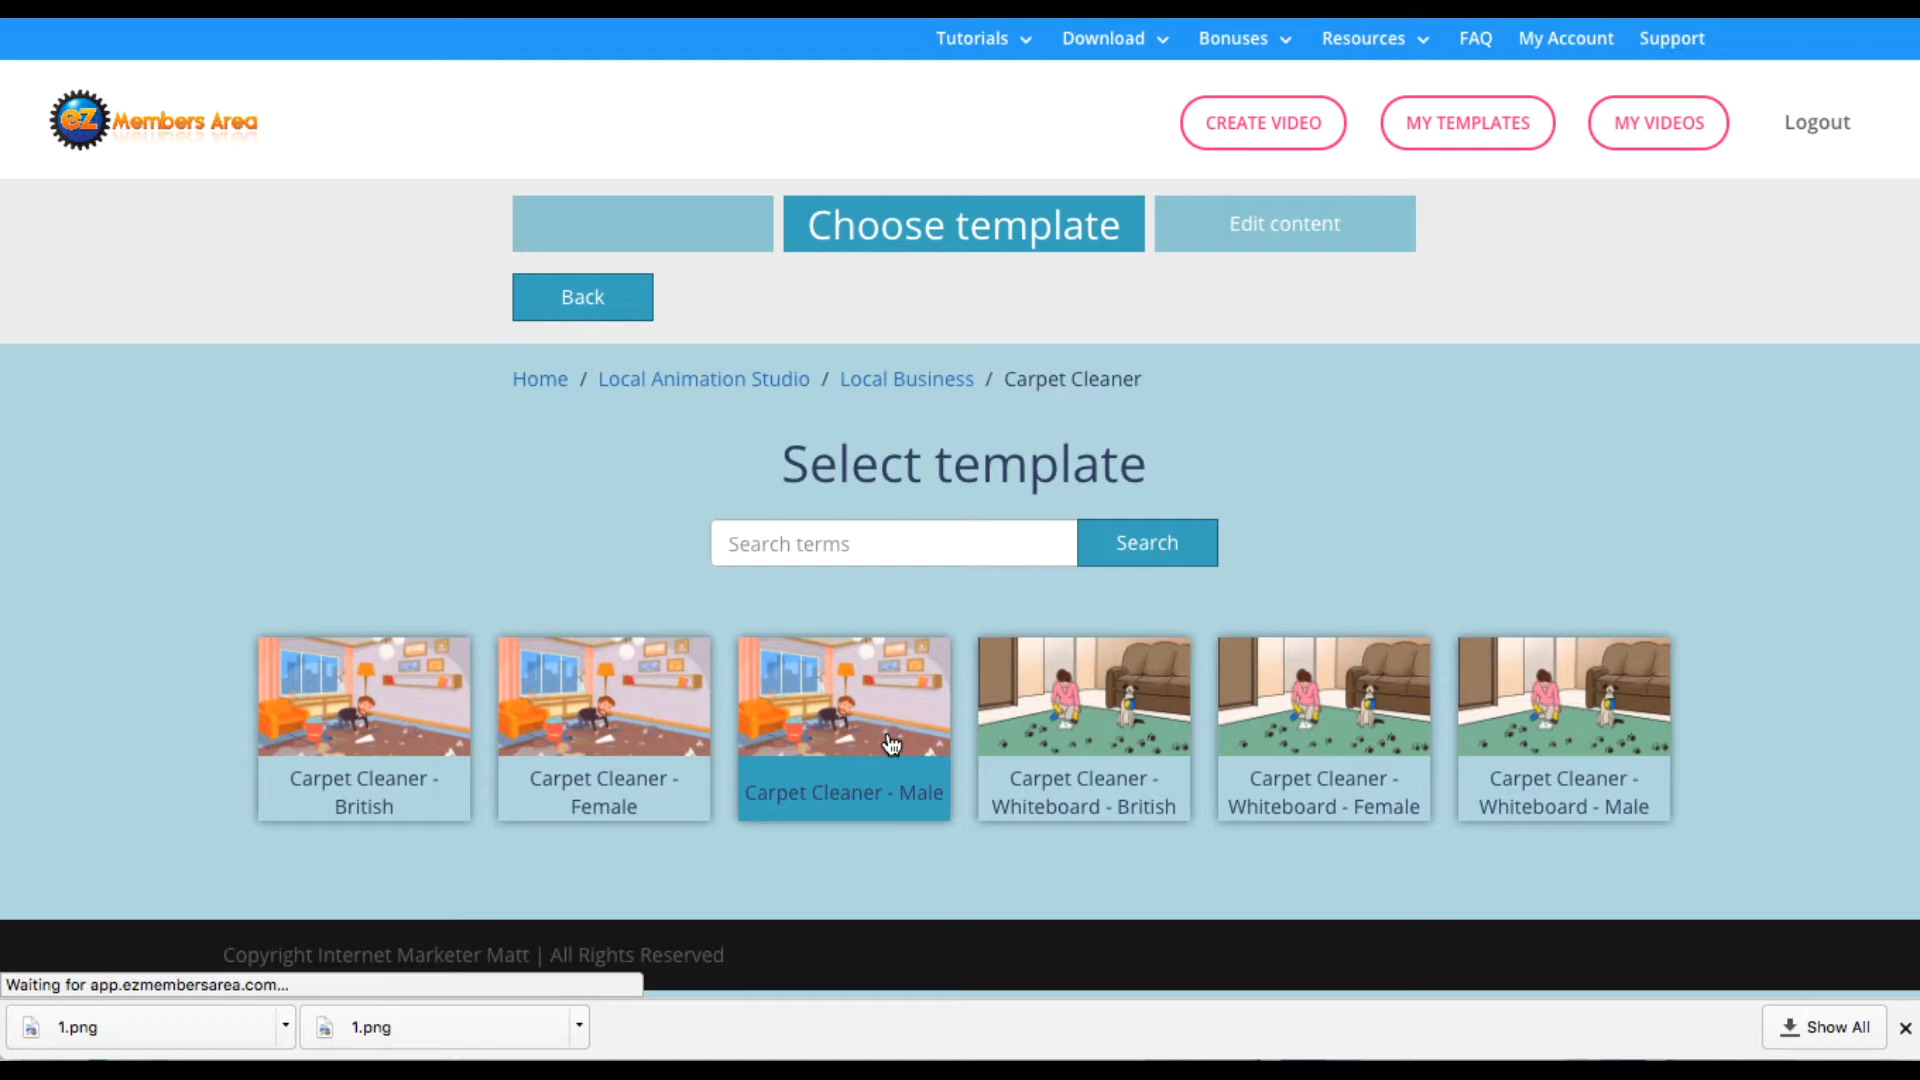 Tutorials Download Bonuses Resources FAQ My Account Support
eZ Members Area
CREATE VIDEO MY TEMPLATES MY VIDEOS Logout
Choose template Edit content
Back
Home / Local Animation Studio / Local Business / Carpet Cleaner
Select template
Search terms Search
Carpet Cleaner - British
Carpet Cleaner - Female
Carpet Cleaner - Male
Carpet Cleaner - Whiteboard - British
Carpet Cleaner - Whiteboard - Female
Carpet Cleaner - Whiteboard - Male
Copyright Internet Marketer Matt | All Rights Reserved
Waiting for app.ezmembersarea.com...
1.png 1.png Show All